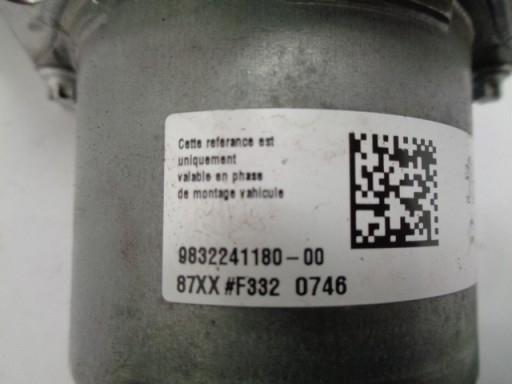 Cette referance est
uniquement
valable en phase
de montage vahicule
9832241180-00
87XX #F332 0746